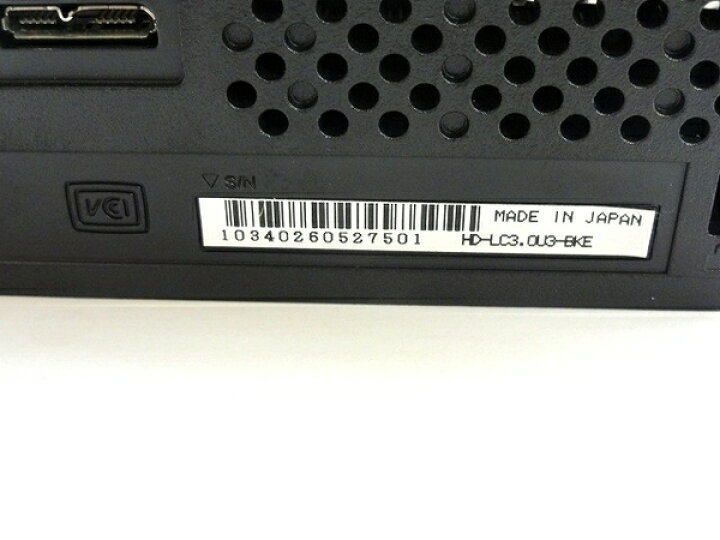 ▽ S/N
VCI
MADE IN JAPAN
10340260527501 HD-LC3.0U3-BKE